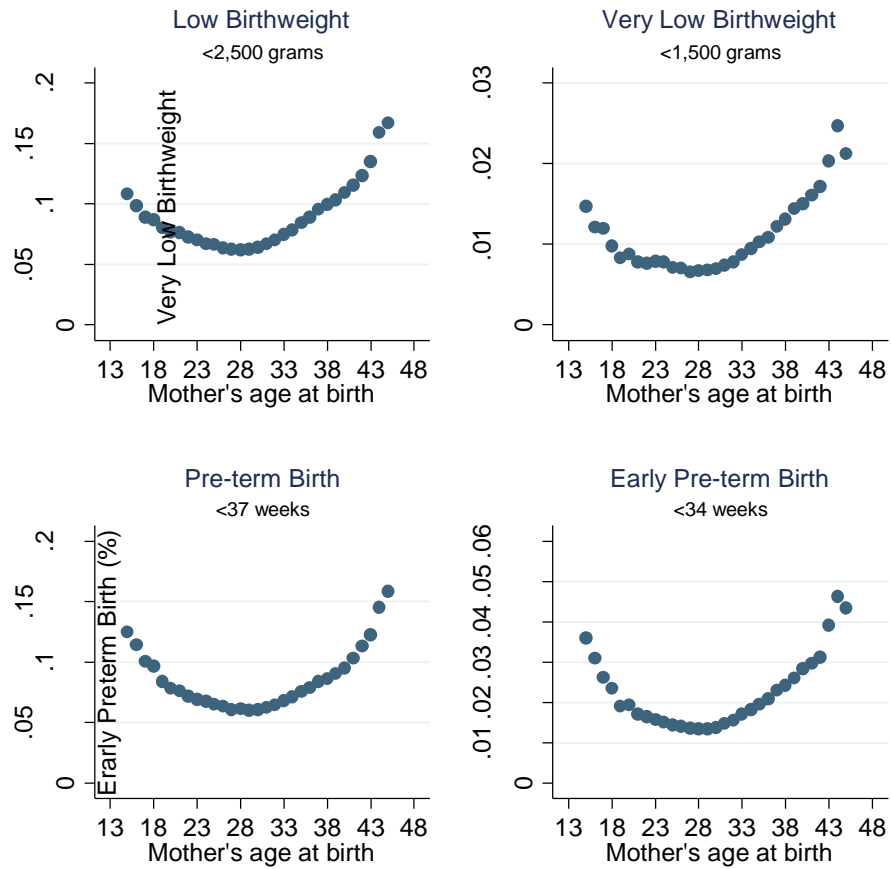 Low Birthweight
<2,500 grams
.2
.15
.1
.05
0
Very Low Birthweight
13 18 23 28 33 38 43 48
Mother's age at birth
Very Low Birthweight
<1,500 grams
.03
.02
.01
0
13 18 23 28 33 38 43 48
Mother's age at birth
Pre-term Birth
<37 weeks
.2
.15
.1
.05
0
Erarly Preterm Birth (%)
13 18 23 28 33 38 43 48
Mother's age at birth
Early Pre-term Birth
<34 weeks
.06
.05
.04
.03
.02
.01
0
13 18 23 28 33 38 43 48
Mother's age at birth